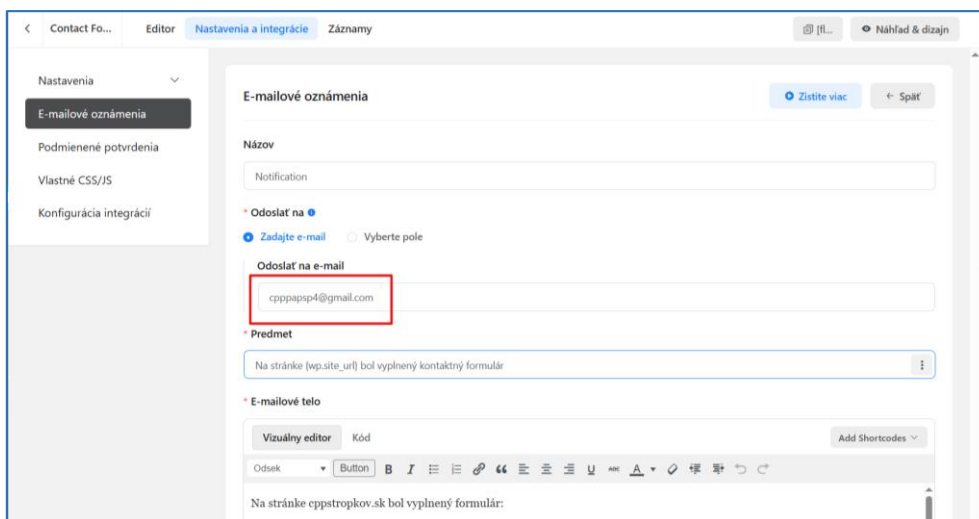 Contact Fo... Editor Nastavenia a integrácie Záznamy [fl... Náhľad & dizajn
Nastavenia
E-mailové oznámenia
Podmienené potvrdenia
Vlastné CSS/JS
Konfigurácia integrácií
E-mailové oznámenia Zistite viac ← Späť
Názov
Notification
* Odoslať na
Zadajte e-mail Vyberte pole
Odoslať na e-mail
cpppapsp4@gmail.com
* Predmet
Na stránke {wp.site_url} bol vyplnený kontaktný formulár
* E-mailové telo
Vizuálny editor Kód Add Shortcodes
Odsek Button B I U ABC A
Na stránke cppstropkov.sk bol vyplnený formulár: